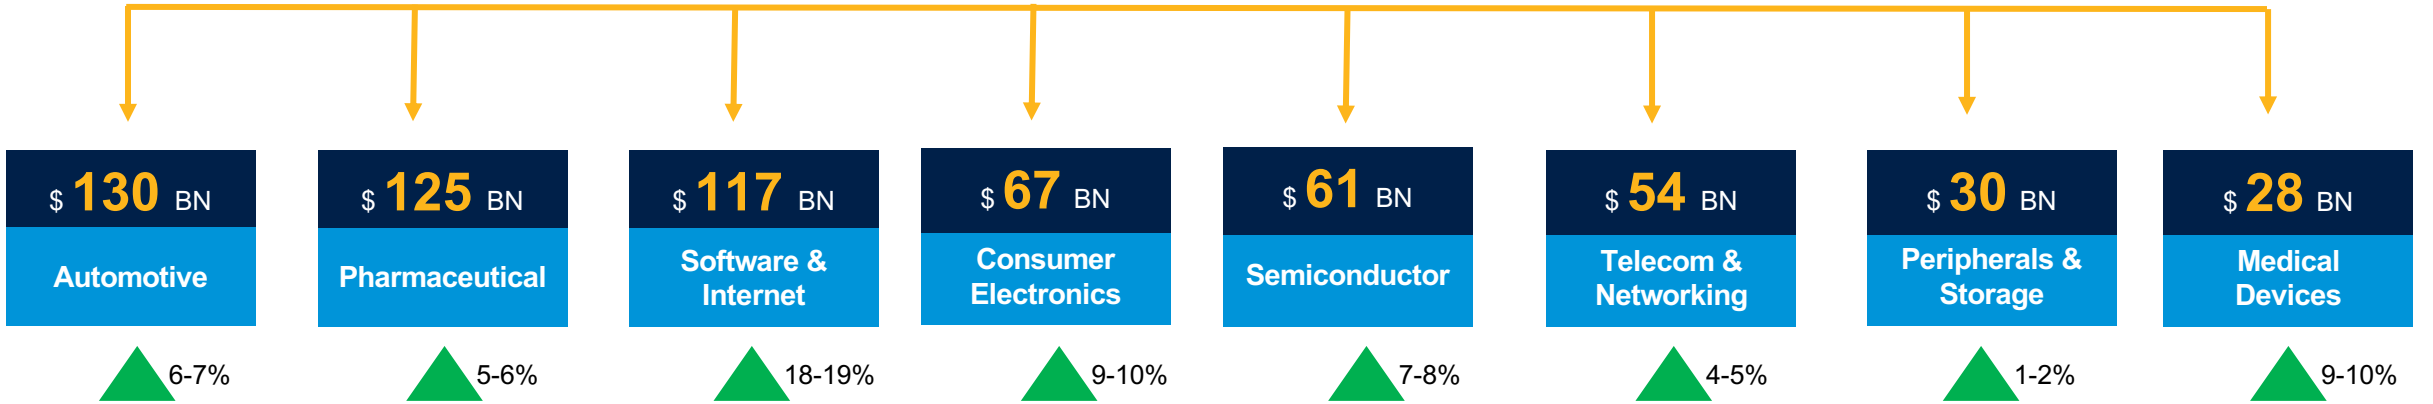 $ 130 BN
Automotive
6-7%
$ 125 BN
Pharmaceutical
5-6%
$ 117 BN
Software &
Internet
18-19%
$ 67 BN
Consumer
Electronics
9-10%
$ 61 BN
Semiconductor
7-8%
$ 54 BN
Telecom &
Networking
4-5%
$ 30 BN
Peripherals &
Storage
1-2%
$ 28 BN
Medical
Devices
9-10%